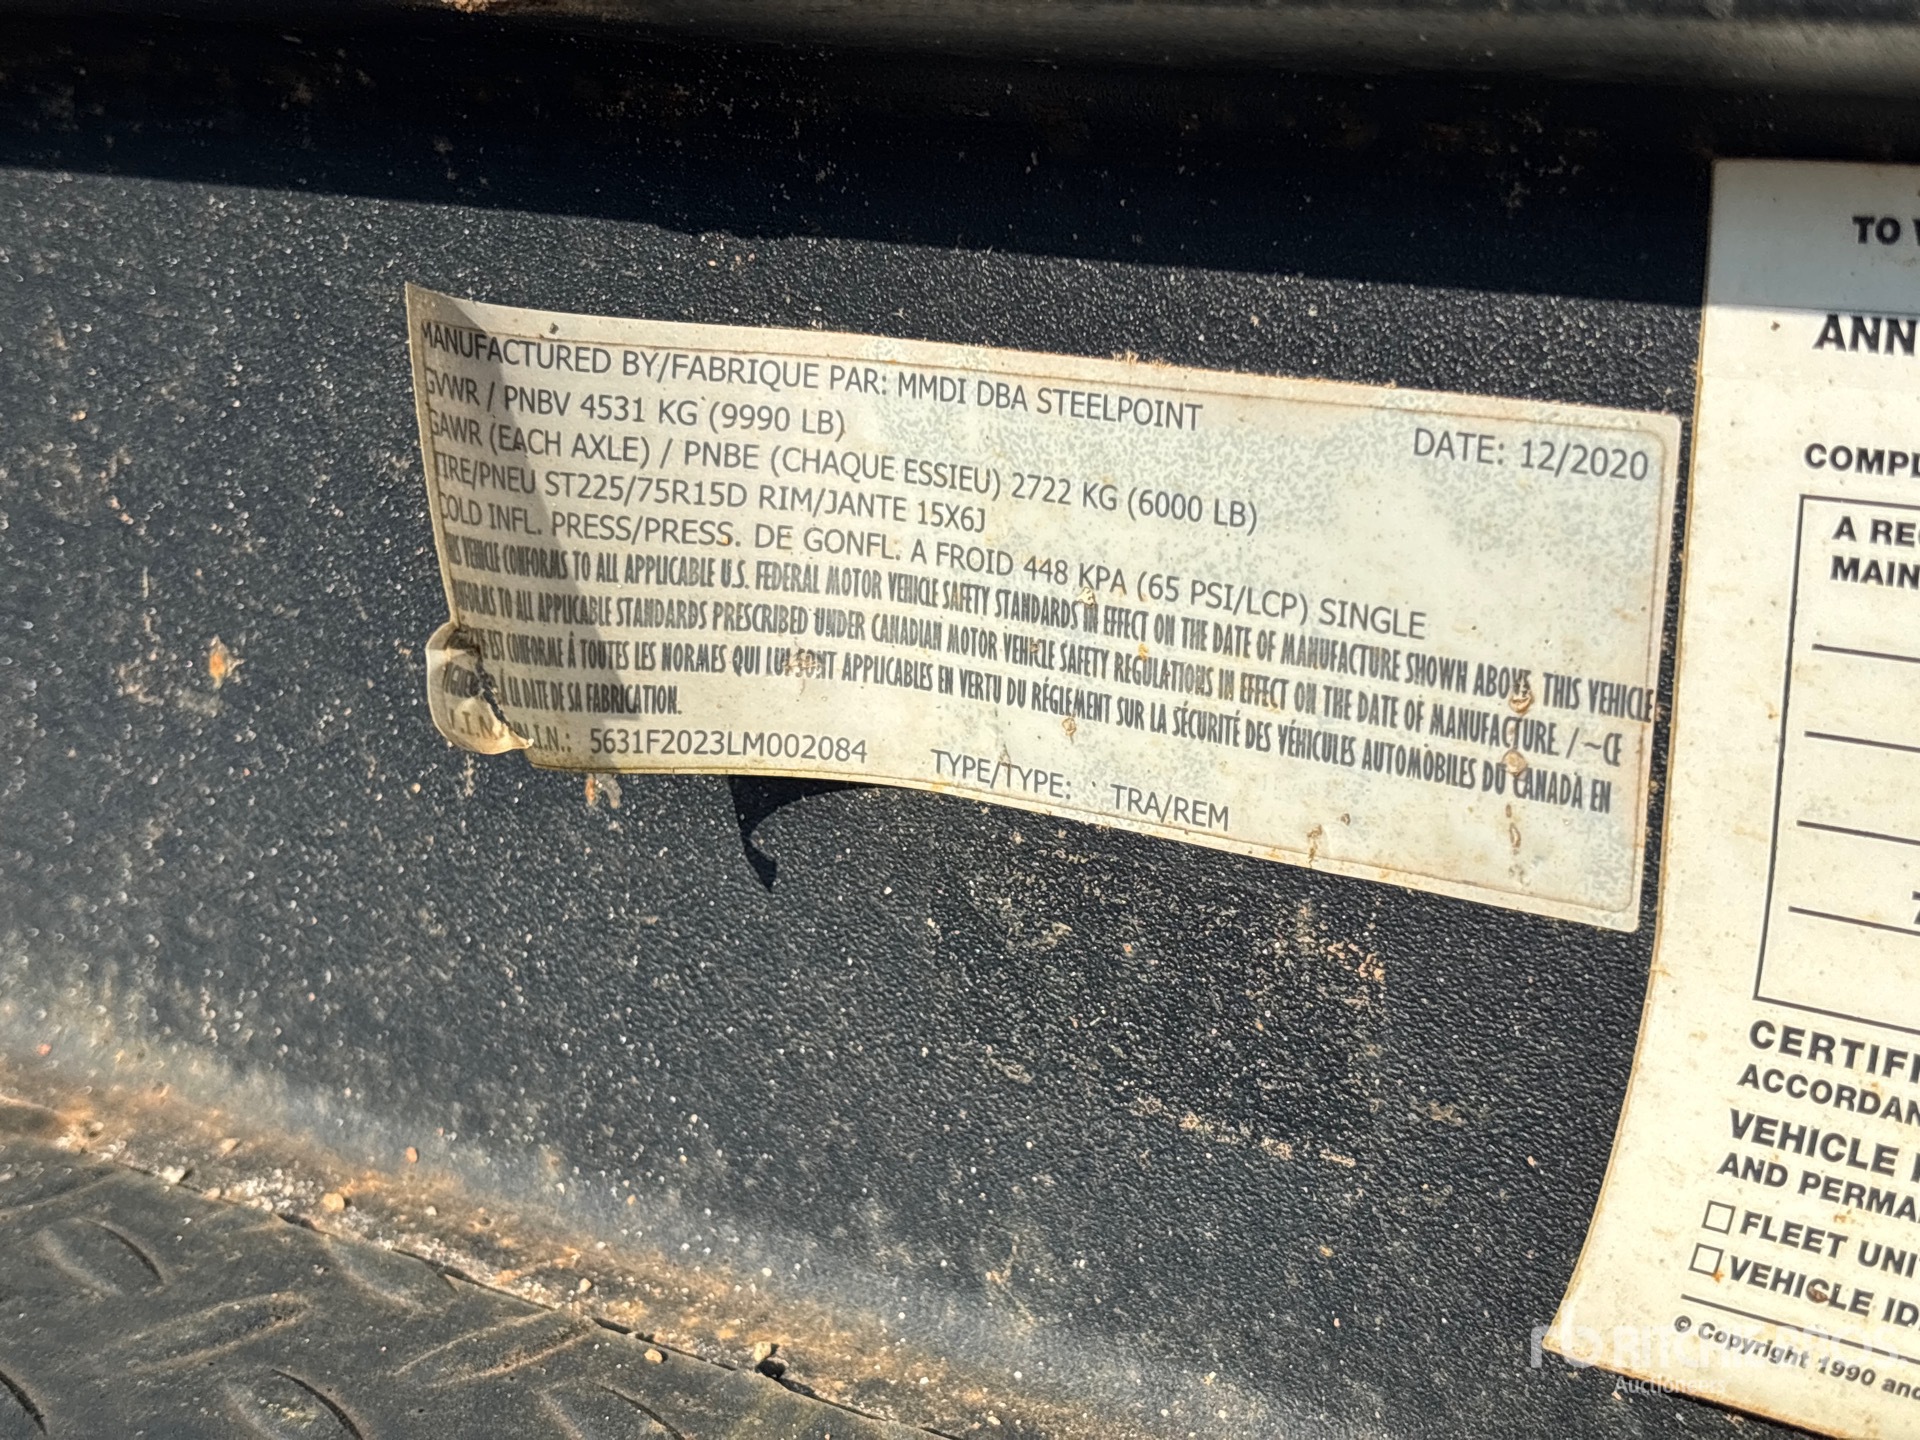 MANUFACTURED BY/FABRIQUE PAR: MMDI DBA STEELPOINT
DATE: 12/2020
GVWR / PNBV 4531 KG (9990 LB)
GAWR (EACH AXLE) / PNBE (CHAQUE ESSIEU) 2722 KG (6000 LB)
TIRE/PNEU ST225/75R15D RIM/JANTE 15X6J
COLD INFL. PRESS/PRESS. DE GONFL. A FROID 448 KPA (65 PSI/LCP) SINGLE
THIS VEHICLE CONFORMS TO ALL APPLICABLE U.S. FEDERAL MOTOR VEHICLE SAFETY STANDARDS IN EFFECT ON THE DATE OF MANUFACTURE SHOWN ABOVE. THIS VEHICLE
CONFORMS TO ALL APPLICABLE STANDARDS PRESCRIBED UNDER CANADIAN MOTOR VEHICLE SAFETY REGULATIONS IN EFFECT ON THE DATE OF MANUFACTURE. / ~CE
EST CONFORME À TOUTES LES NORMES QUI LUI SONT APPLICABLES EN VERTU DU RÉGLEMENT SUR LA SÉCURITÉ DES VÉHICULES AUTOMOBILES DU CANADA EN
À LA DATE DE SA FABRICATION.
V.I.N. I.N.: 5631F2023LM002084 TYPE/TYPE: TRA/REM
TO
ANN
COMPL
A RE
MAIN
7
CERTIFI
ACCORDAN
VEHICLE
AND PERMA
FLEET UNI
VEHICLE ID
© Copyright 1990 and
Auctioneers